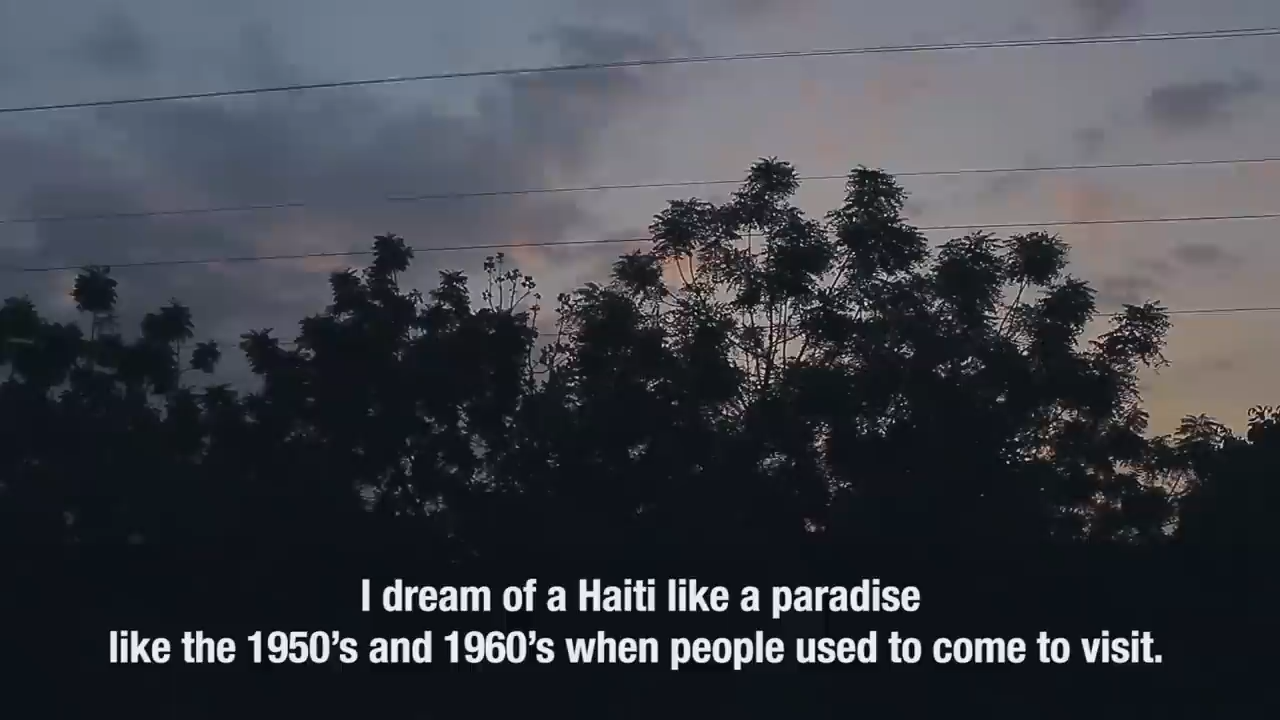 I dream of a Haiti like a paradise
like the 1950’s and 1960’s when people used to come to visit.